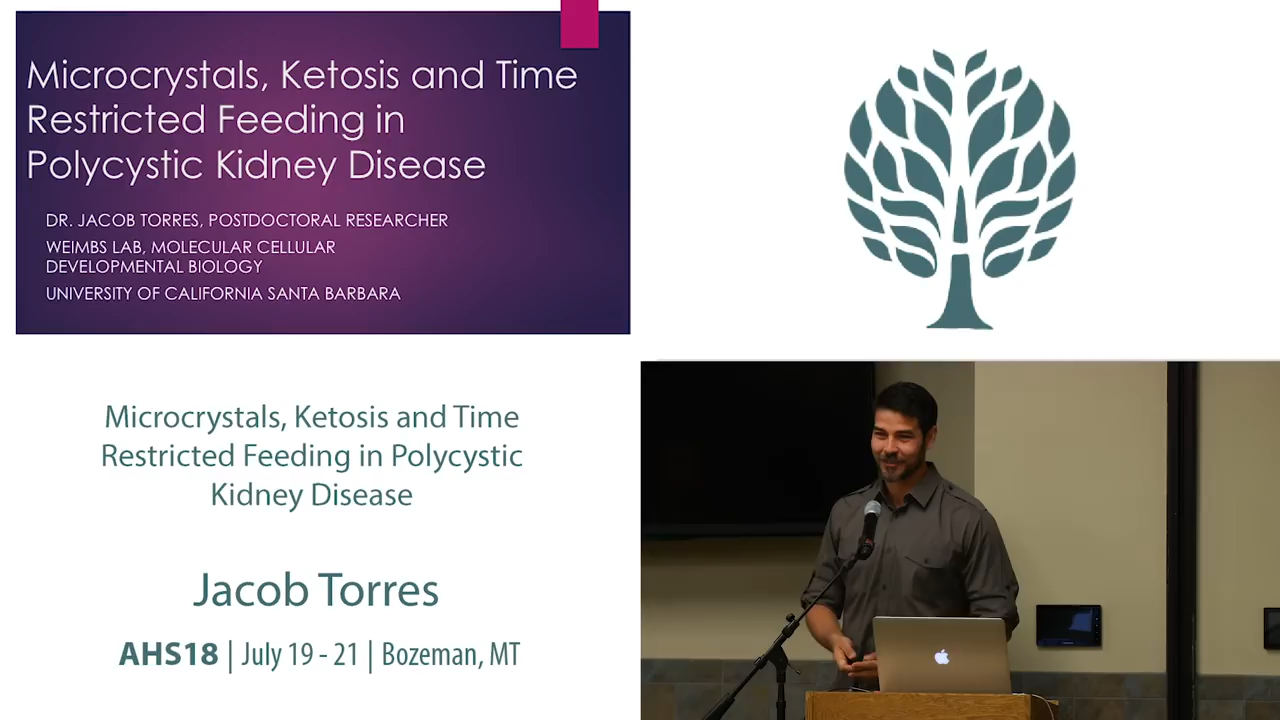 Microcrystals, Ketosis and Time
Restricted Feeding in
Polycystic Kidney Disease
DR. JACOB TORRES, POSTDOCTORAL RESEARCHER
WEIMBS LAB, MOLECULAR CELLULAR
DEVELOPMENTAL BIOLOGY
UNIVERSITY OF CALIFORNIA SANTA BARBARA
Microcrystals, Ketosis and Time
Restricted Feeding in Polycystic
Kidney Disease
Jacob Torres
AHS18 | July 19 - 21 | Bozeman, MT